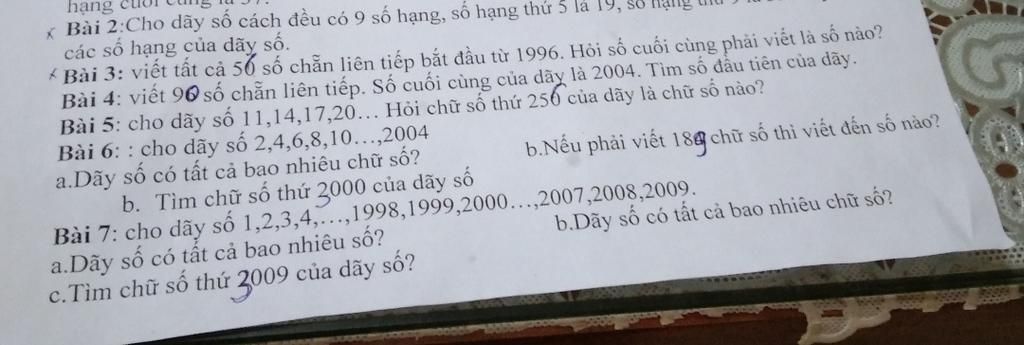 hạng cuối cùng là
Bài 2:Cho dãy số cách đều có 9 số hạng, số hạng thứ 5 là 19, số hạng
các số hạng của dãy số.
Bài 3: viết tất cả 50 số chẵn liên tiếp bắt đầu từ 1996. Hỏi số cuối cùng phải viết là số nào?
Bài 4: viết 90 số chẵn liên tiếp. Số cuối cùng của dãy là 2004. Tìm số đầu tiên của dãy.
Bài 5: cho dãy số 11,14,17,20… Hỏi chữ số thứ 250 của dãy là chữ số nào?
Bài 6: : cho dãy số 2,4,6,8,10…,2004
a.Dãy số có tất cả bao nhiêu chữ số? b.Nếu phải viết 189 chữ số thì viết đến số nào?
b. Tìm chữ số thứ 3000 của dãy số
Bài 7: cho dãy số 1,2,3,4,…,1998,1999,2000…,2007,2008,2009.
a.Dãy số có tất cả bao nhiêu số? b.Dãy số có tất cả bao nhiêu chữ số?
c.Tìm chữ số thứ 3009 của dãy số?